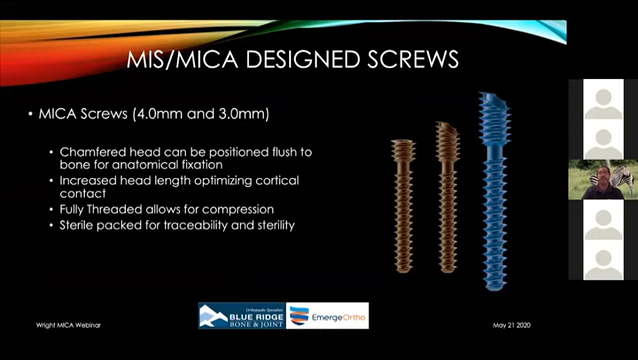 MIS/MICA DESIGNED SCREWS
• MICA Screws (4.0mm and 3.0mm)
• Chamfered head can be positioned flush to
bone for anatomical fixation
• Increased head length optimizing cortical
contact
• Fully Threaded allows for compression
• Sterile packed for traceability and sterility
Orthopaedic Specialists
BLUE RIDGE
BONE & JOINT
EmergeOrtho
Wright MICA Webinar
May 21 2020